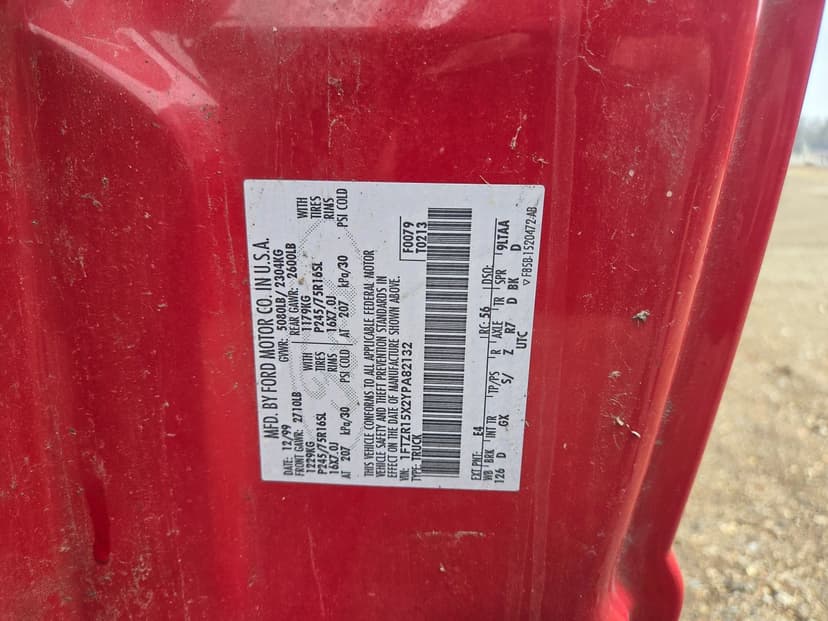 MFD. BY FORD MOTOR CO. IN U.S.A.
DATE: 12/99 GVWR: 5080LB/ 2304KG
FRONT GAWR: 2710LB REAR GAWR: 2600LB
1229KG WITH 1179KG WITH
P245/75R16SL TIRES P245/75R16SL TIRES
16X7.0J RIMS 16X7.0J RIMS
AT 207 kPa/30 PSI COLD AT 207 kPa/30 PSI COLD
THIS VEHICLE CONFORMS TO ALL APPLICABLE FEDERAL MOTOR
VEHICLE SAFETY AND THEFT PREVENTION STANDARDS IN
EFFECT ON THE DATE OF MANUFACTURE SHOWN ABOVE.
VIN: 1FTZR15X2YPA82132 F0079
TYPE: TRUCK T0213
EXT PNT: E4 RC: 56 DSO:
WB BRK INT TR TP/PS R AXLE TR SPR 9LTAA
126 D GX S/ Z R7 D BK D
UTC
▽ F85B-1520472-AB